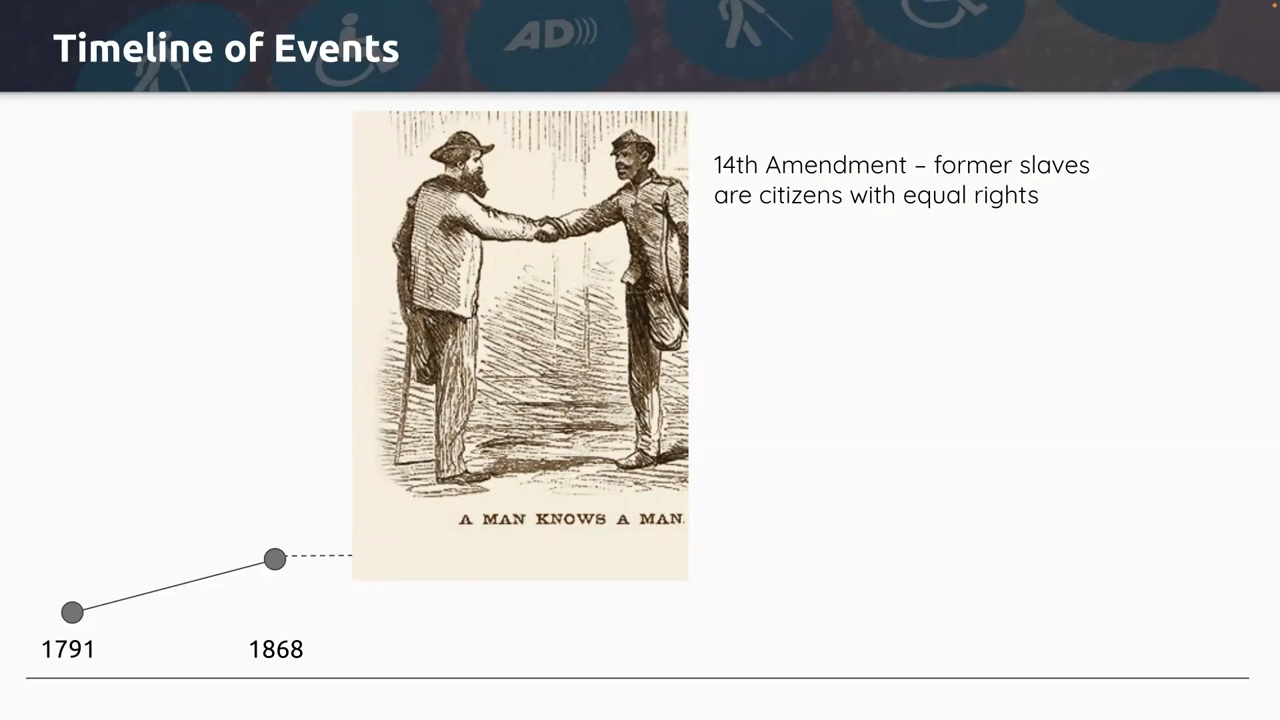 Timeline of Events
AD)))
14th Amendment – former slaves
are citizens with equal rights
A MAN KNOWS A MAN.
1791
1868